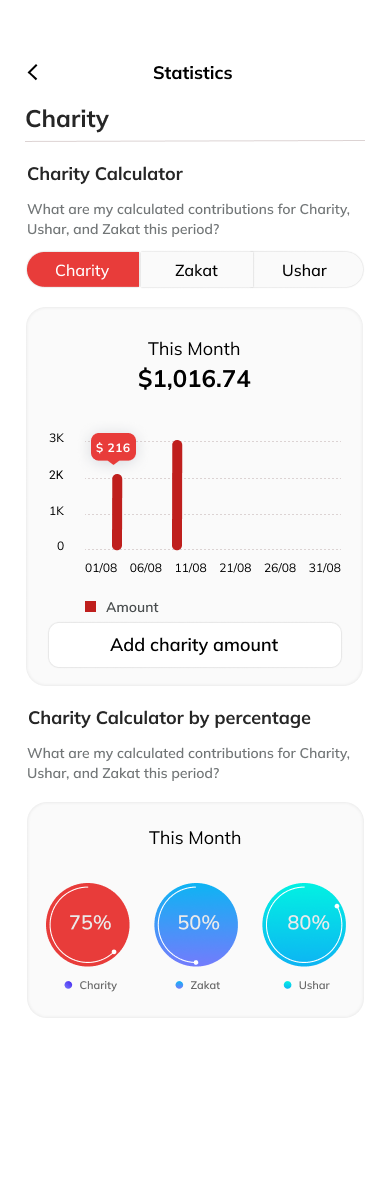 Statistics
Charity
Charity Calculator
What are my calculated contributions for Charity,
Ushar, and Zakat this period?
Charity
Zakat
Ushar
This Month
$1,016.74
3K
$ 216
2K
1K
0
01/08
06/08
11/08
21/08
26/08
31/08
Amount
Add charity amount
Charity Calculator by percentage
What are my calculated contributions for Charity,
Ushar, and Zakat this period?
This Month
75%
50%
80%
Charity
Zakat
Ushar